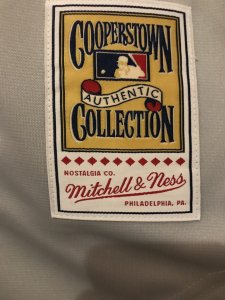 COOPERSTOWN
AUTHENTIC
COLLECTION
NOSTALGIA CO.
Mitchell & Ness
PHILADELPHIA, PA.